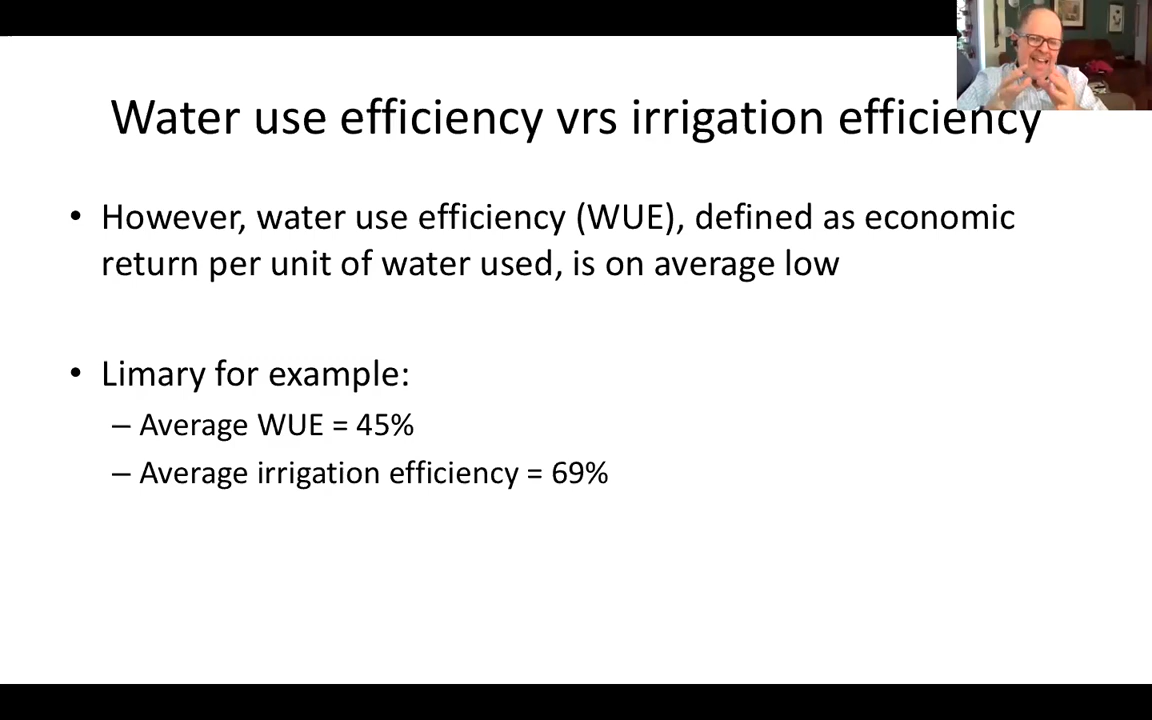 Water use efficiency vrs irrigation efficiency
• However, water use efficiency (WUE), defined as economic
return per unit of water used, is on average low
• Limary for example:
– Average WUE = 45%
– Average irrigation efficiency = 69%